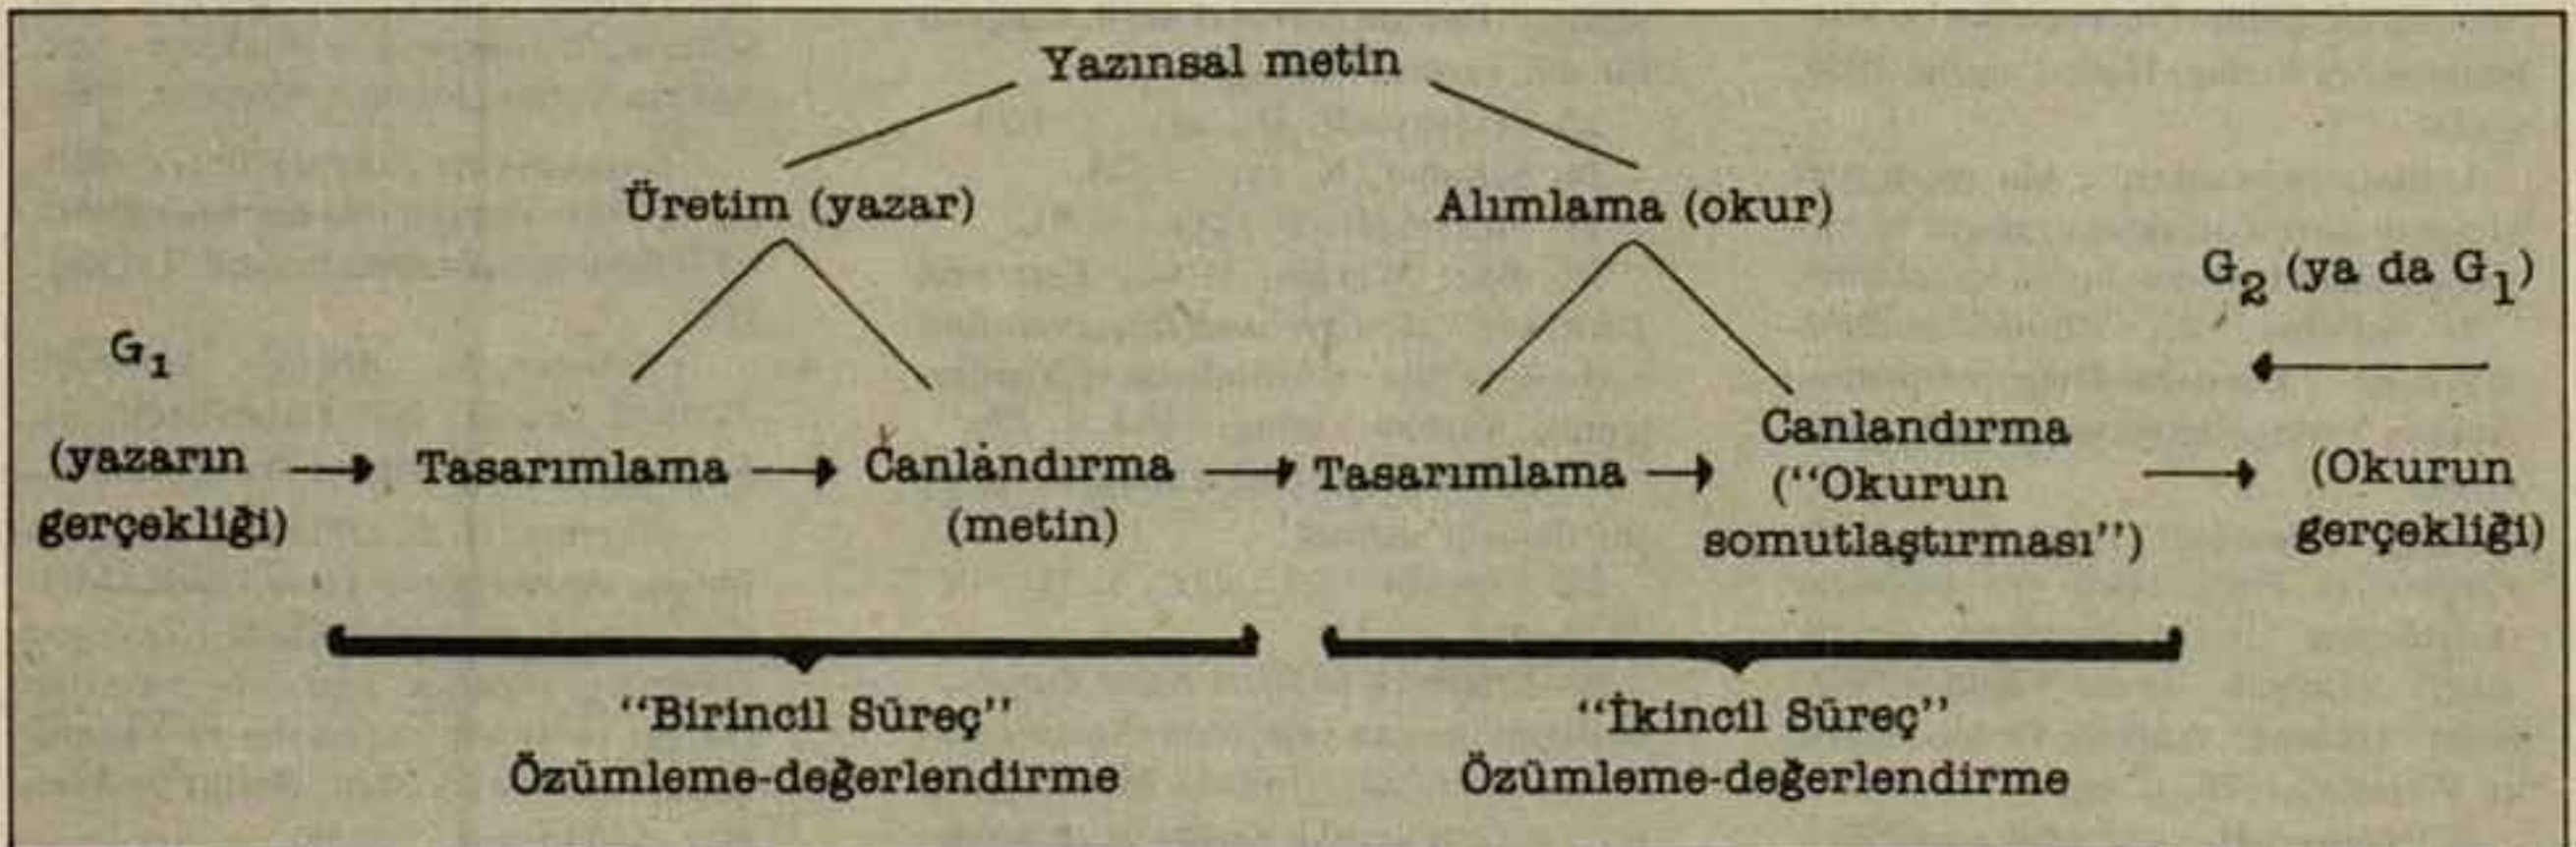 Yazınsal metin
Üretim (yazar)
Alımlama (okur)
G₂ (ya da G₁)
G₁
(yazarın
gerçekliği)
Tasarımlama
Canlandırma
(metin)
Tasarımlama
Canlandırma
(“Okurun
somutlaştırması”)
(Okurun
gerçekliği)
“Birincil Süreç”
Özümleme-değerlendirme
“İkincil Süreç”
Özümleme-değerlendirme